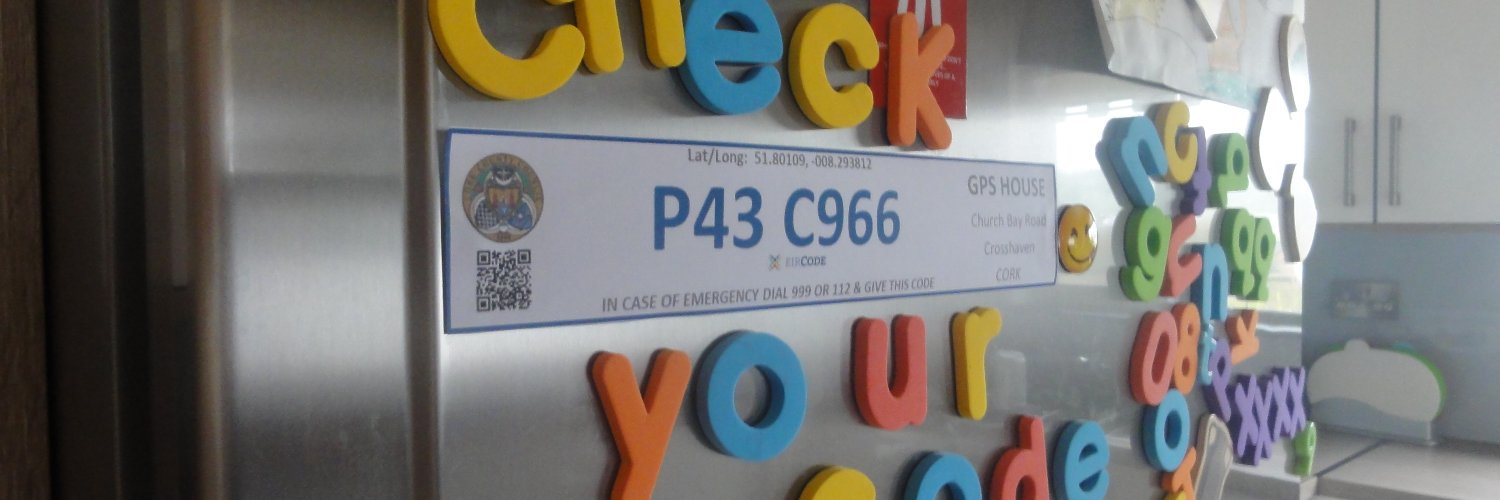 check
Lat/Long: 51.80109, -008.293812
P43 C966
EIRCODE
GPS HOUSE
Church Bay Road
Crosshaven
CORK
IN CASE OF EMERGENCY DIAL 999 OR 112 & GIVE THIS CODE
your
code